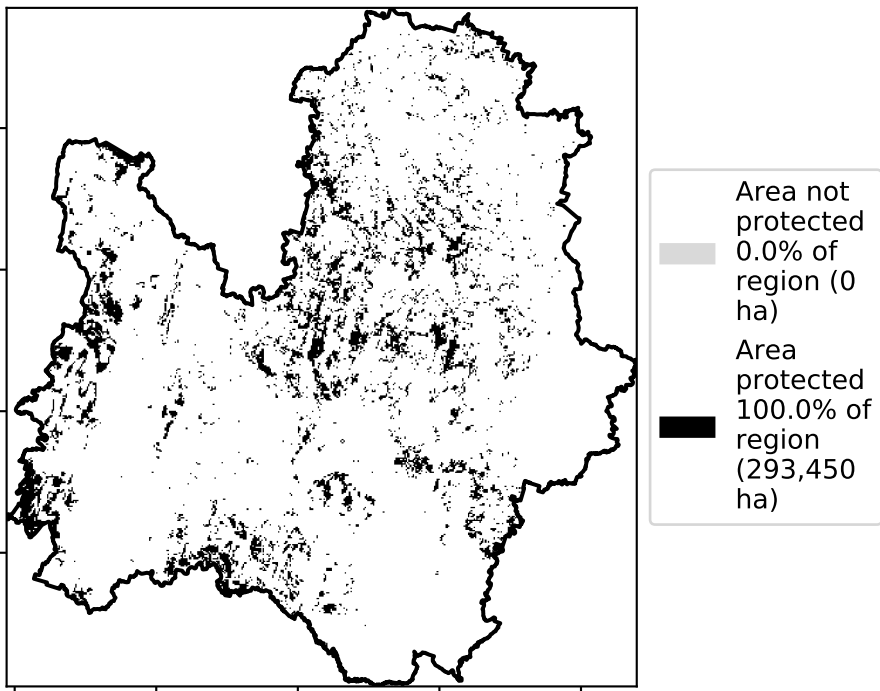 Area not
protected
0.0% of
region (0
ha)
Area
protected
100.0% of
region
(293,450
ha)